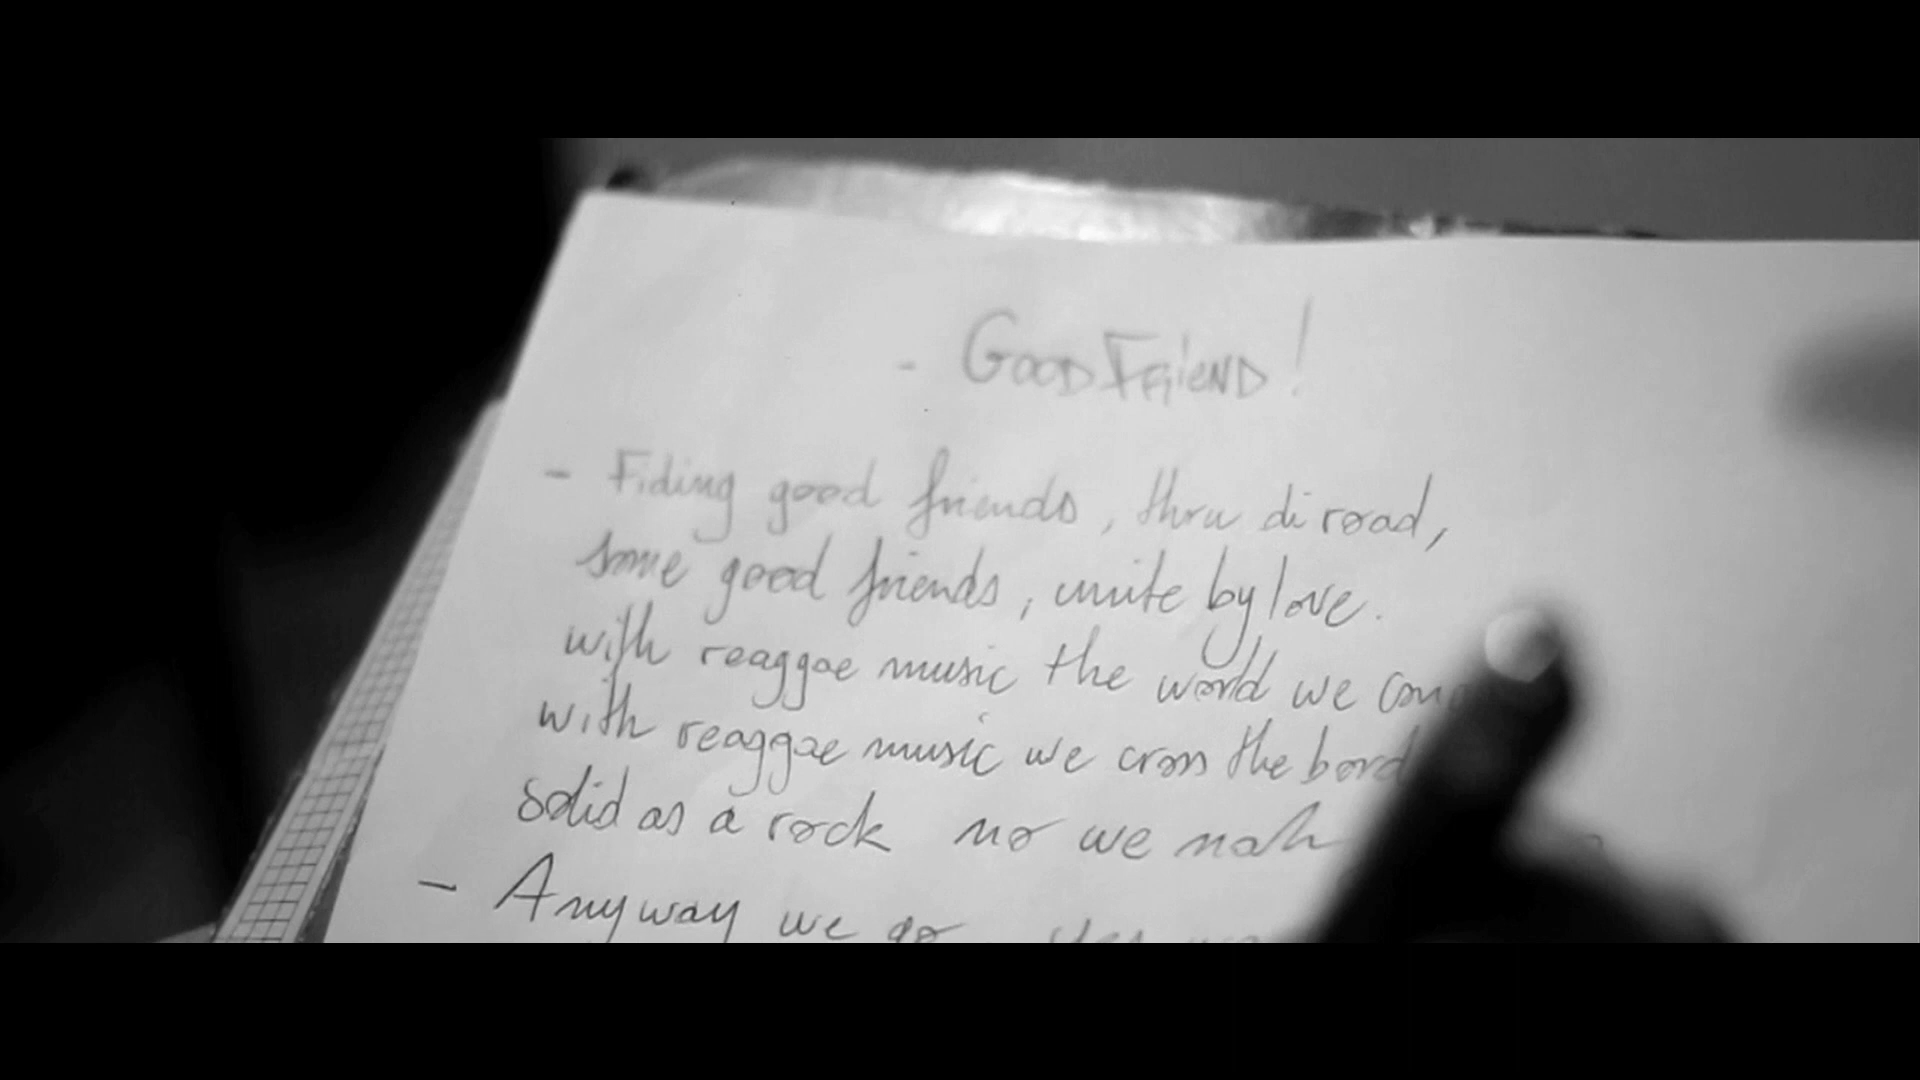 - GOOD FRIEND!
- Fiding good friends, thru di road,
some good friends, unite by love.
with reaggae music the world we
with reaggae music we cross the
solid as a rock no we nah
- Anyway we go